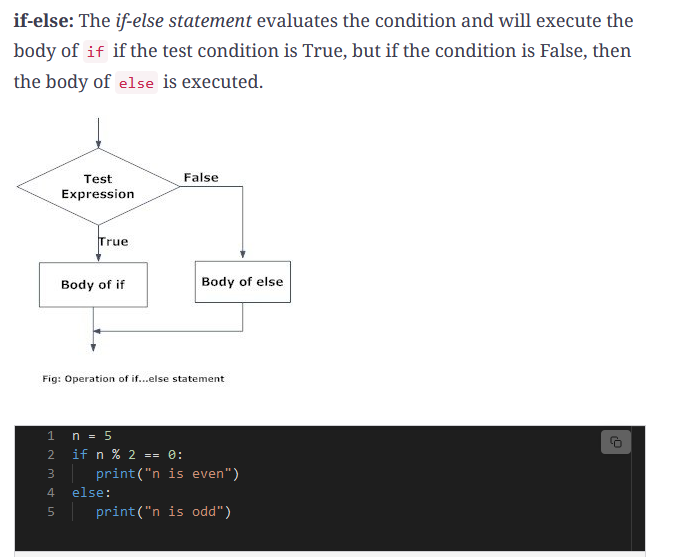 if-else: The if-else statement evaluates the condition and will execute the
body of if if the test condition is True, but if the condition is False, then
the body of else is executed.
Test
Expression
False
True
Body of if
Body of else
Fig: Operation of if...else statement
1 n = 5
2 if n % 2 == 0:
3     print("n is even")
4 else:
5     print("n is odd")